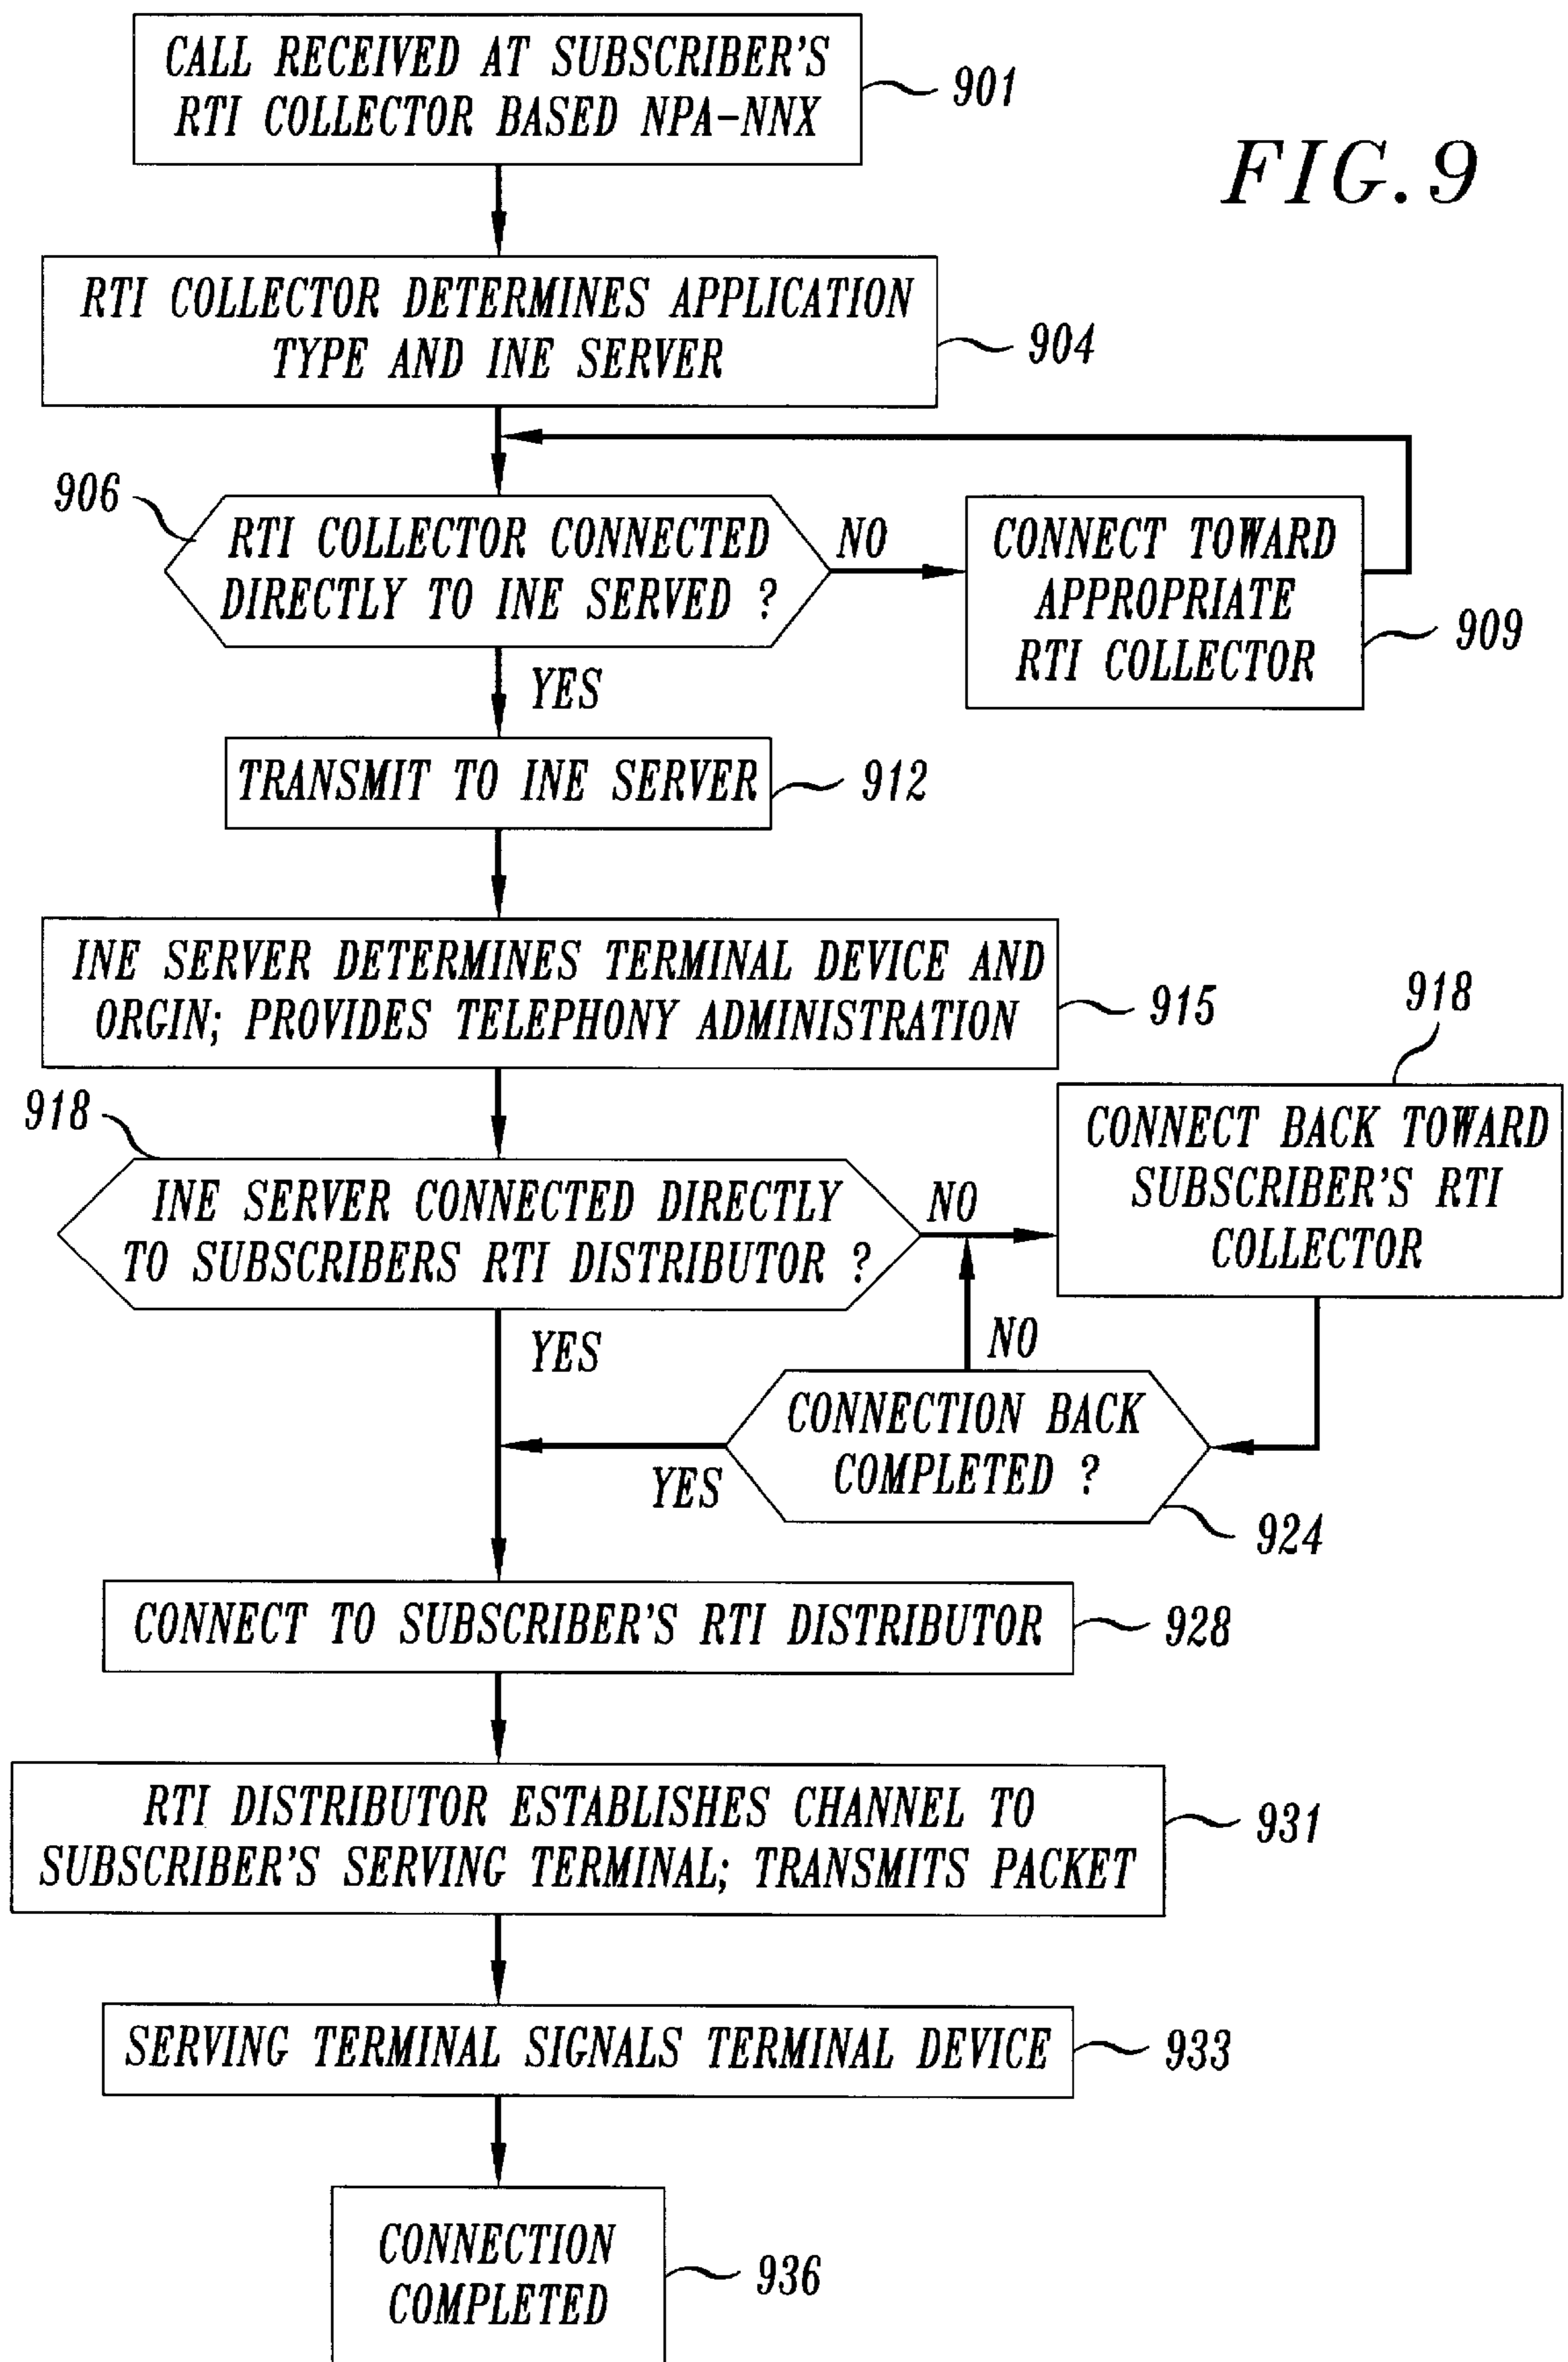 CALL RECEIVED AT SUBSCRIBER'S
RTI COLLECTOR BASED NPA-NNX
901
FIG. 9
RTI COLLECTOR DETERMINES APPLICATION
TYPE AND INE SERVER
904
906
RTI COLLECTOR CONNECTED
DIRECTLY TO INE SERVED ?
NO
CONNECT TOWARD
APPROPRIATE
RTI COLLECTOR
909
YES
TRANSMIT TO INE SERVER
912
INE SERVER DETERMINES TERMINAL DEVICE AND
ORGIN; PROVIDES TELEPHONY ADMINISTRATION
915
918
918
INE SERVER CONNECTED DIRECTLY
TO SUBSCRIBERS RTI DISTRIBUTOR ?
NO
CONNECT BACK TOWARD
SUBSCRIBER'S RTI
COLLECTOR
YES
NO
CONNECTION BACK
COMPLETED ?
YES
924
CONNECT TO SUBSCRIBER'S RTI DISTRIBUTOR
928
RTI DISTRIBUTOR ESTABLISHES CHANNEL TO
SUBSCRIBER'S SERVING TERMINAL; TRANSMITS PACKET
931
SERVING TERMINAL SIGNALS TERMINAL DEVICE
933
CONNECTION
COMPLETED
936